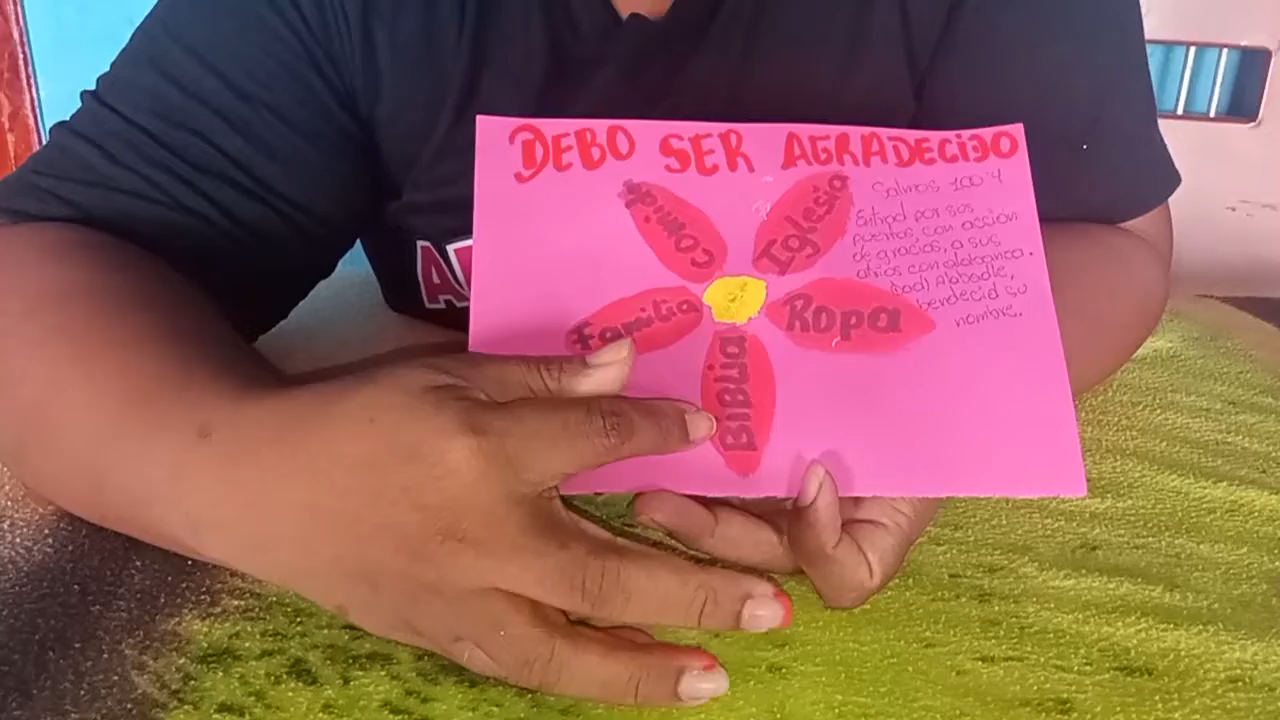 DEBO SER AGRADECIDO
Comida
Iglesia
Familia
Ropa
BIBLIA
Salmos 100:4
Entrad por sus
puertas, con acción
de gracias, a sus
atrios con alabanza.
Alabadle,
bendecid su
nombre.
A